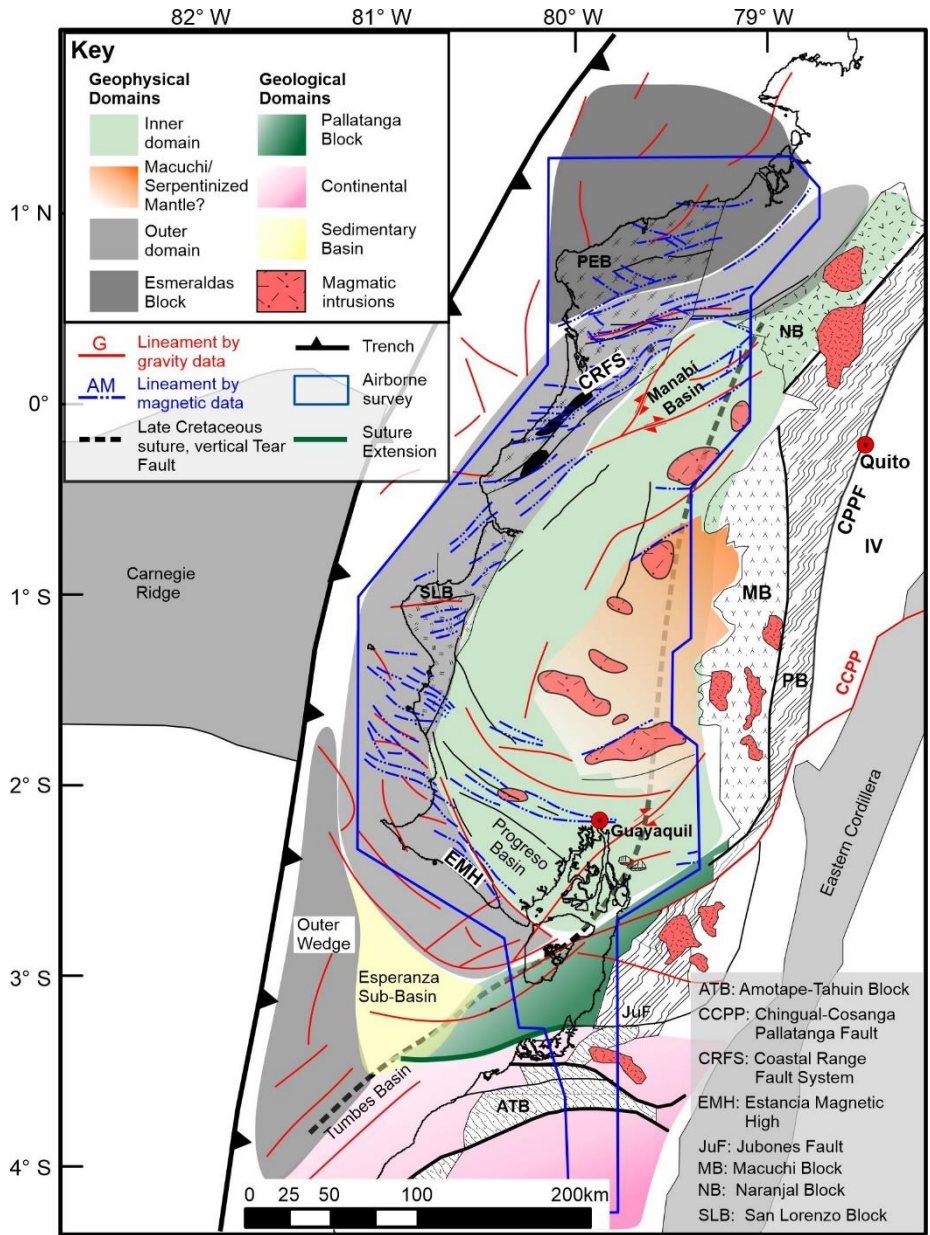 82° W
81° W
80° W
79° W
Key
Geophysical
Domains
Inner
domain
Macuchi/
Serpentinized
Mantle?
Outer
domain
Esmeraldas
Block
Geological
Domains
Pallatanga
Block
Continental
Sedimentary
Basin
Magmatic
intrusions
G
Lineament by
gravity data
AM
Lineament by
magnetic data
Late Cretaceous
suture, vertical Tear
Fault
Trench
Airborne
survey
Suture
Extension
1° N
0°
1° S
2° S
3° S
4° S
PEB
NB
CRFS
Manabi
Basin
Quito
CPPF
IV
Carnegie
Ridge
SLB
MB
PB
CCPP
Eastern Cordillera
Guayaquil
Progreso
Basin
EMH
Outer
Wedge
Esperanza
Sub-Basin
JuF
Tumbes Basin
ATB
ATB: Amotape-Tahuin Block
CCPP: Chingual-Cosanga
Pallatanga Fault
CRFS: Coastal Range
Fault System
EMH: Estancia Magnetic
High
JuF: Jubones Fault
MB: Macuchi Block
NB: Naranjal Block
SLB: San Lorenzo Block
0 25 50 100 200km